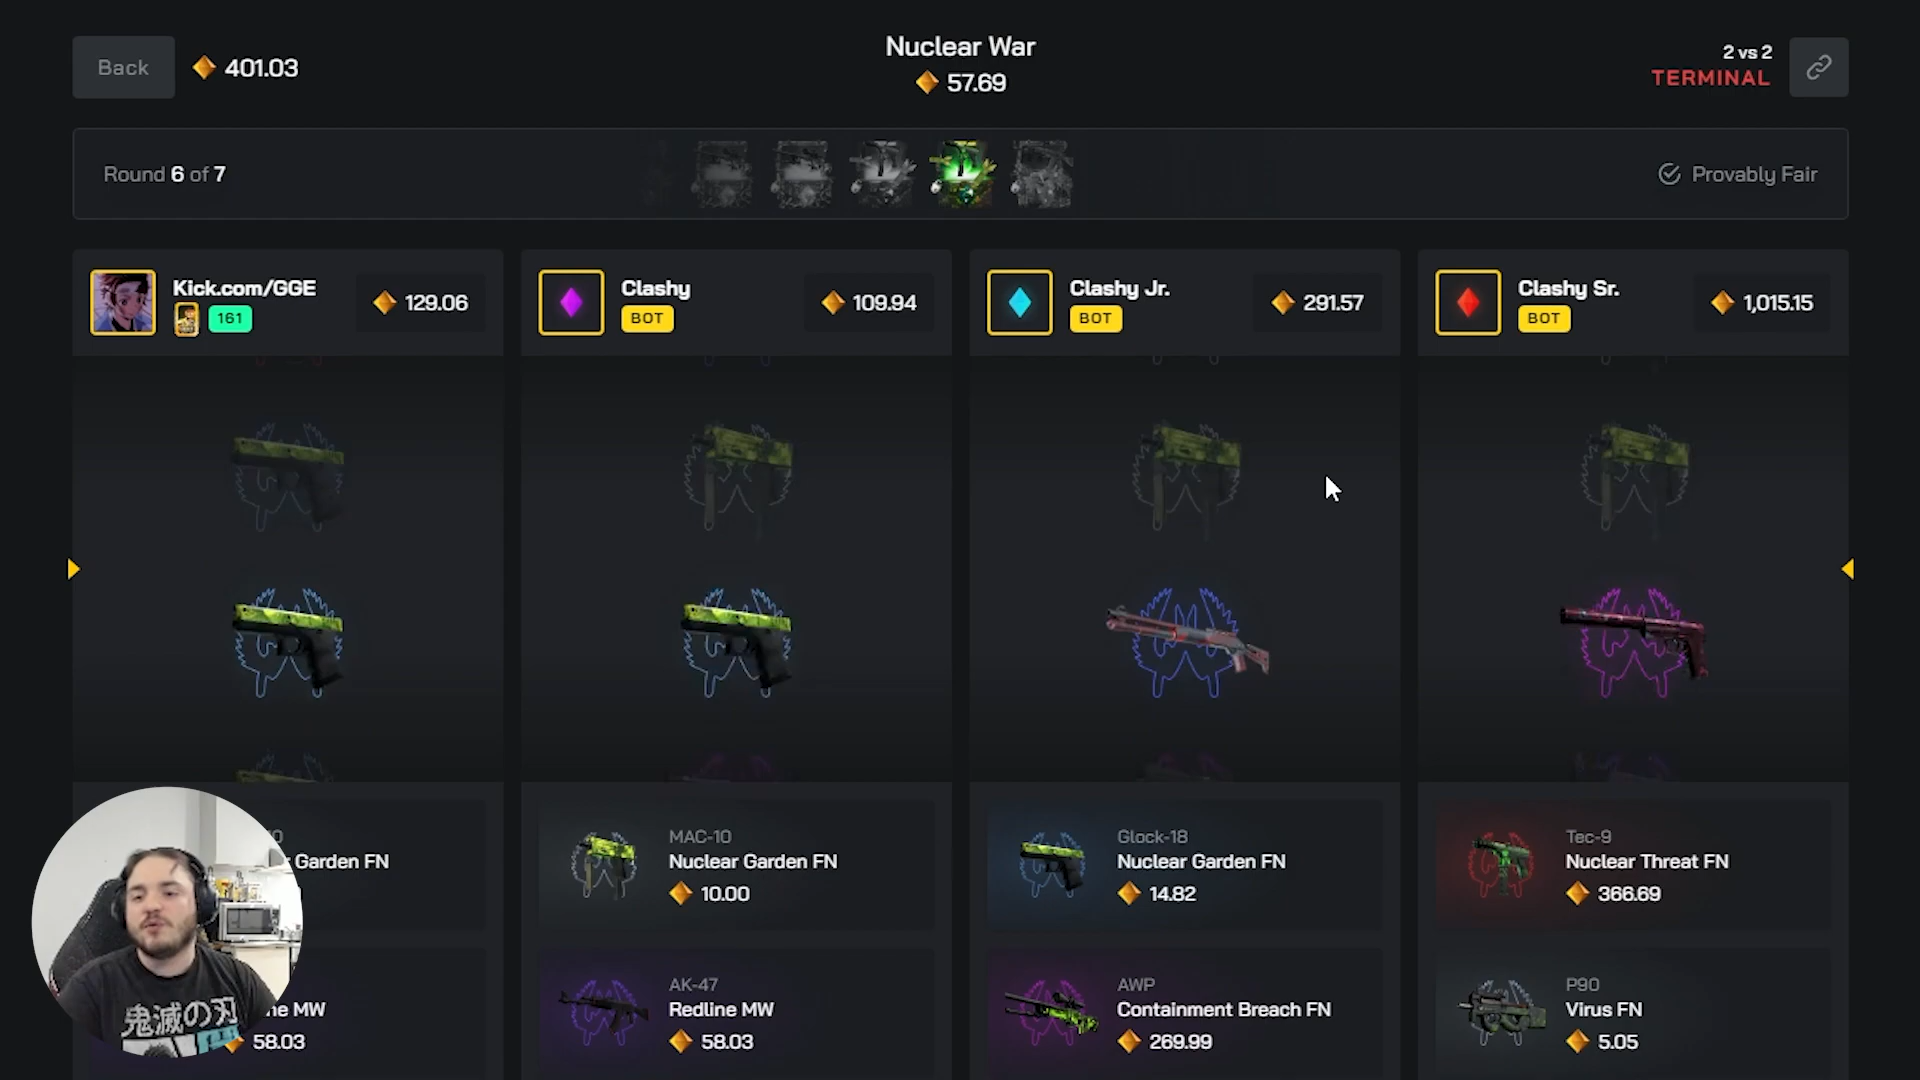 Back
401.03
Nuclear War
57.69
2 vs 2
TERMINAL
Round 6 of 7
Provably Fair
Kick.com/GGE
161
129.06
Clashy
BOT
109.94
Clashy Jr.
BOT
291.57
Clashy Sr.
BOT
1,015.15
Garden FN
MW
58.03
MAC-10
Nuclear Garden FN
10.00
AK-47
Redline MW
58.03
Glock-18
Nuclear Garden FN
14.82
AWP
Containment Breach FN
269.99
Tec-9
Nuclear Threat FN
366.69
P90
Virus FN
5.05
鬼滅の刃